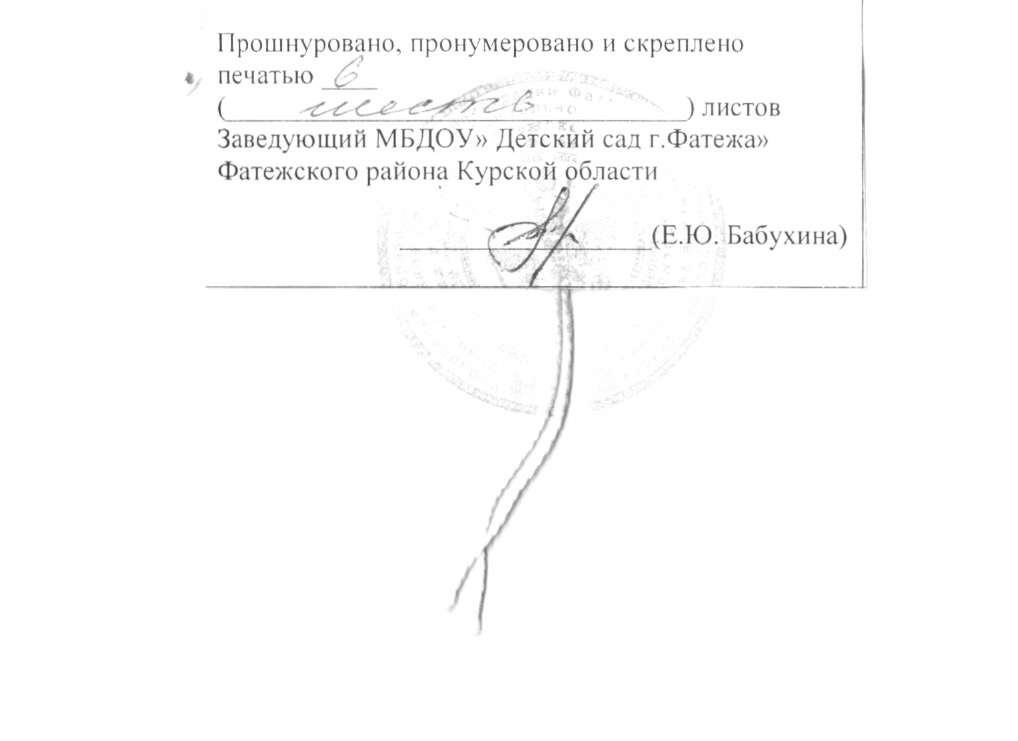 Прошнуровано, пронумеровано и скреплено
печатью 6
( шесть ) листов
Заведующий МБДОУ» Детский сад г.Фатежа»
Фатежского района Курской области
(Е.Ю. Бабухина)